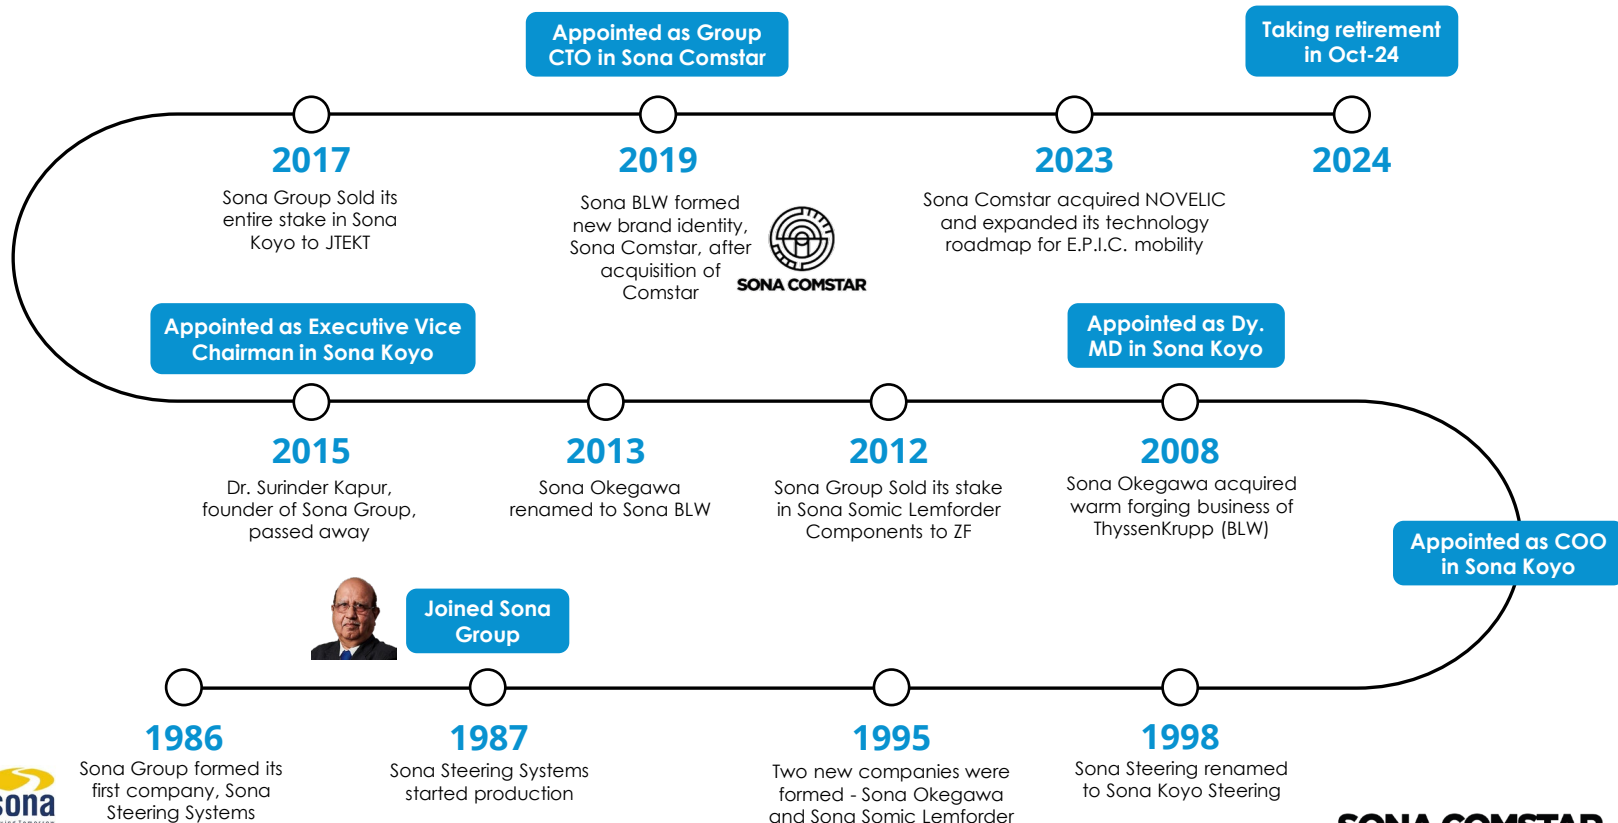 Appointed as Group
CTO in Sona Comstar
Taking retirement
in Oct-24
2017
Sona Group Sold its
entire stake in Sona
Koyo to JTEKT
2019
Sona BLW formed
new brand identity,
Sona Comstar, after
acquisition of
Comstar
SONA COMSTAR
2023
Sona Comstar acquired NOVELIC
and expanded its technology
roadmap for E.P.I.C. mobility
2024
Appointed as Executive Vice
Chairman in Sona Koyo
Appointed as Dy.
MD in Sona Koyo
2015
Dr. Surinder Kapur,
founder of Sona Group,
passed away
2013
Sona Okegawa
renamed to Sona BLW
2012
Sona Group Sold its stake
in Sona Somic Lemforder
Components to ZF
2008
Sona Okegawa acquired
warm forging business of
ThyssenKrupp (BLW)
Appointed as COO
in Sona Koyo
Joined Sona
Group
1986
Sona Group formed its
first company, Sona
Steering Systems
1987
Sona Steering Systems
started production
1995
Two new companies were
formed - Sona Okegawa
and Sona Somic Lemforder
1998
Sona Steering renamed
to Sona Koyo Steering
sona
SONA COMSTAR